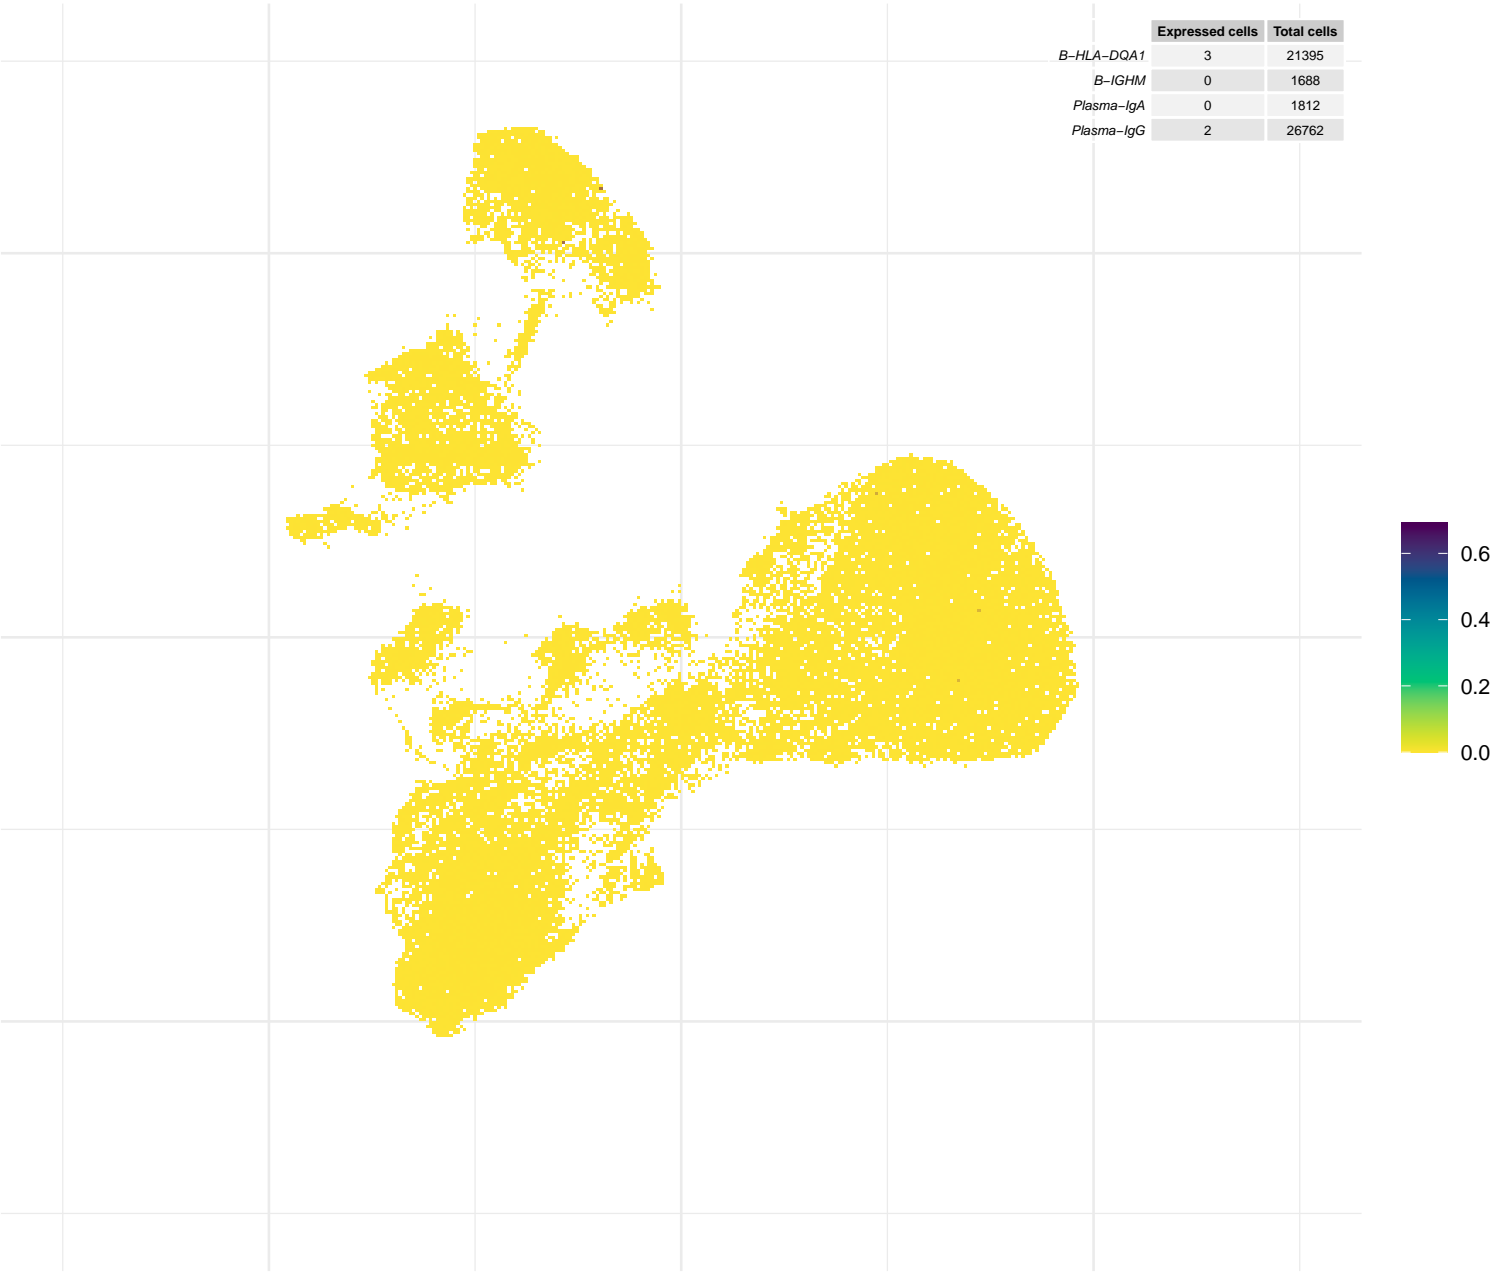 Expressed cells Total cells
B−HLA−DQA1 3 21395
B−IGHM 0 1688
Plasma−IgA 0 1812
Plasma−IgG 2 26762
0.6
0.4
0.2
0.0